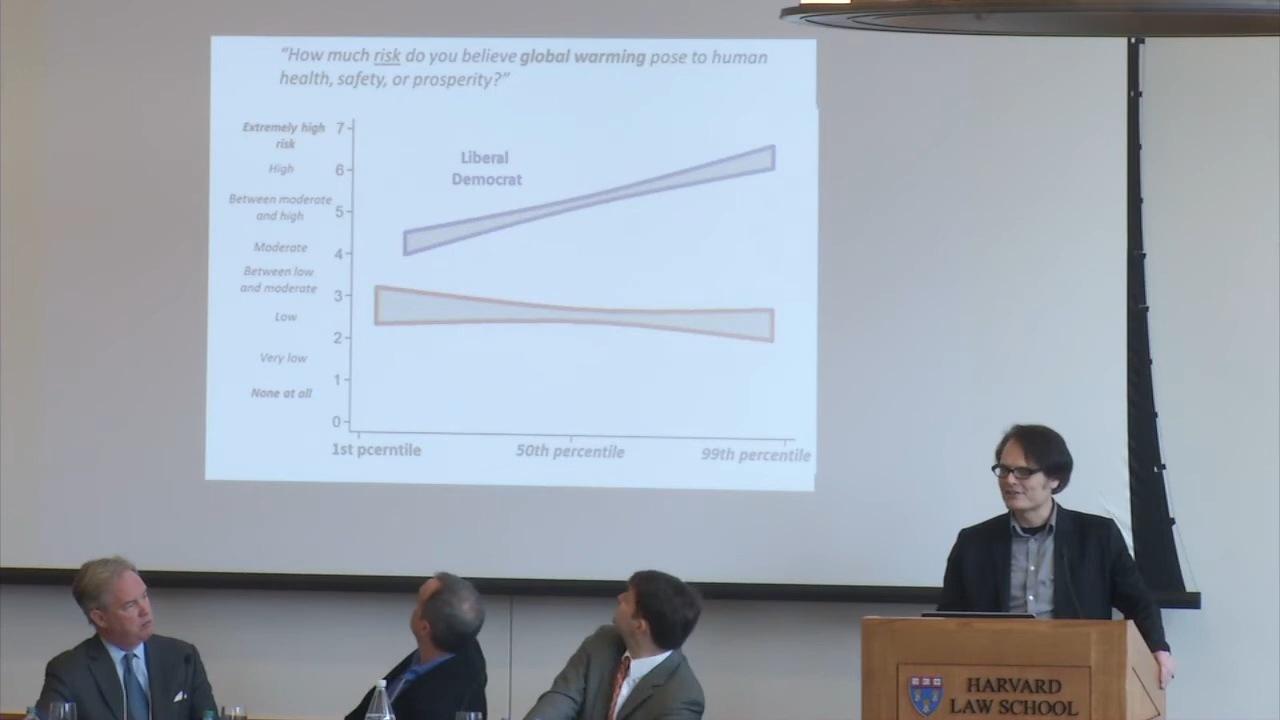 “How much risk do you believe global warming pose to human
health, safety, or prosperity?”
Extremely high
risk
High
Between moderate
and high
Moderate
Between low
and moderate
Low
Very low
None at all
7
6
5
4
3
2
1
0
Liberal
Democrat
1st pcerntile
50th percentile
99th percentile
HARVARD
LAW SCHOOL